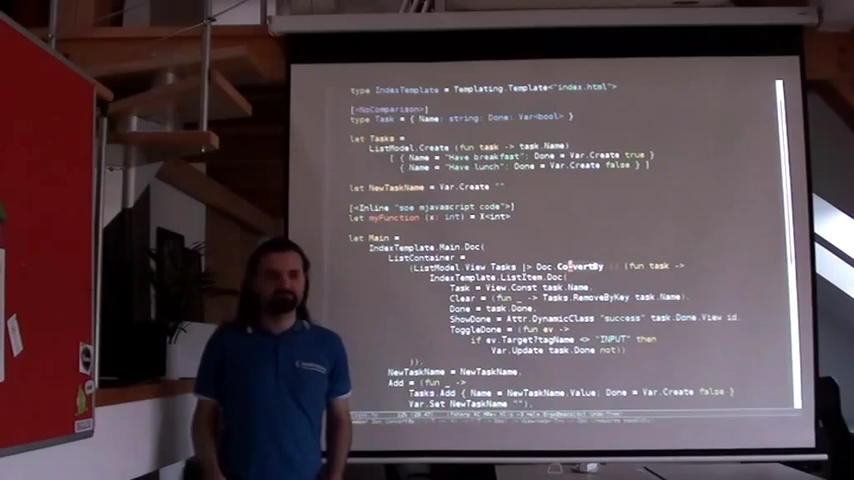 type IndexTemplate = Templating.Template<"index.html">
[<NoComparison>]
type Task = { Name: string; Done: Var<bool> }
let Tasks =
ListModel.Create (fun task -> task.Name)
[ { Name = "Have breakfast"; Done = Var.Create true }
{ Name = "Have lunch"; Done = Var.Create false } ]
let NewTaskName = Var.Create ""
[<Inline "some mjavascript code">]
let myFunction (x: int) = X<int>
let Main =
IndexTemplate.Main.Doc(
ListContainer =
(ListModel.View Tasks |> Doc.ConvertBy (fun task ->
IndexTemplate.ListItem.Doc(
Task = View.Const task.Name,
Clear = (fun _ -> Tasks.RemoveByKey task.Name),
Done = task.Done,
ShowDone = Attr.DynamicClass "success" task.Done.View id,
ToggleDone = (fun ev ->
if ev.Target?tagName <> "INPUT" then
Var.Update task.Done not)
)),
NewTaskName = NewTaskName,
Add = (fun _ ->
Tasks.Add { Name = NewTaskName.Value; Done = Var.Create false }
Var.Set NewTaskName ""),